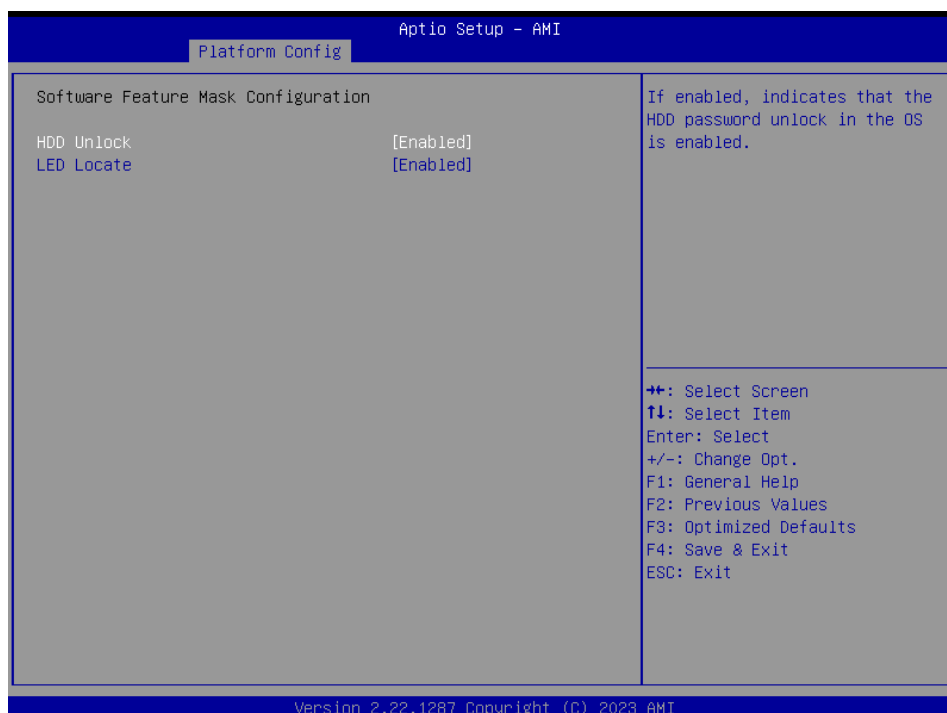 Aptio Setup - AMI
Platform Config
Software Feature Mask Configuration
HDD Unlock [Enabled]
LED Locate [Enabled]
If enabled, indicates that the
HDD password unlock in the OS
is enabled.
→←: Select Screen
↑↓: Select Item
Enter: Select
+/-: Change Opt.
F1: General Help
F2: Previous Values
F3: Optimized Defaults
F4: Save & Exit
ESC: Exit
Version 2.22.1287 Copyright (C) 2023 AMI